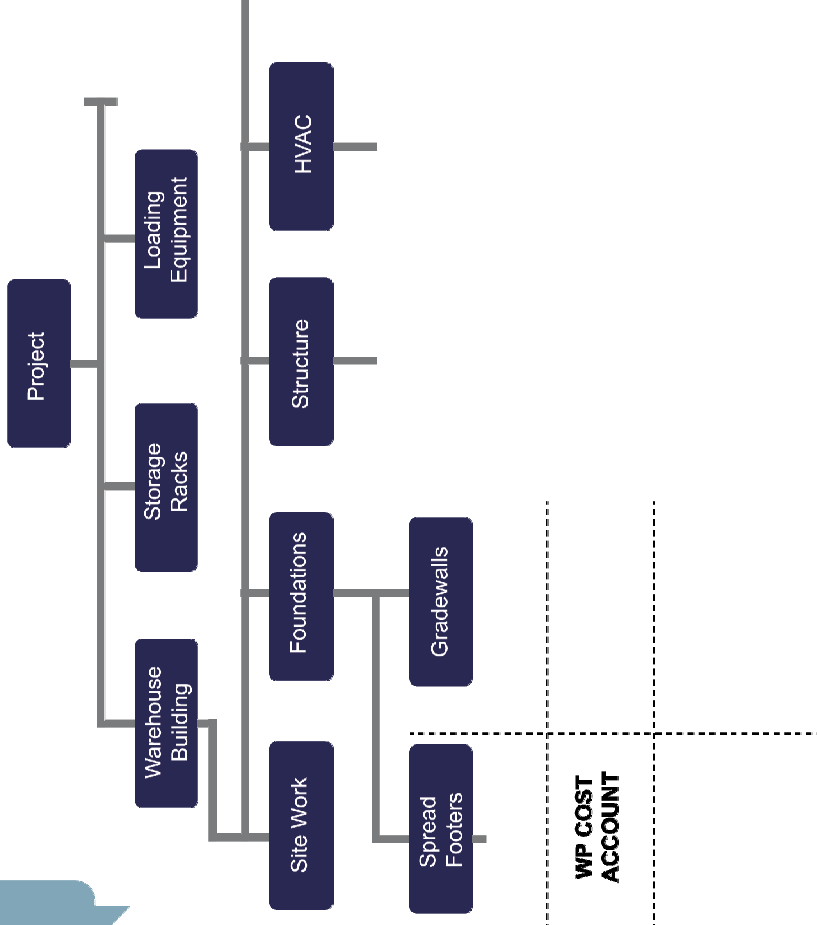 Project
Warehouse
Building
Storage
Racks
Loading
Equipment
Site Work
Foundations
Structure
HVAC
Spread
Footers
Gradewalls
WP COST
ACCOUNT